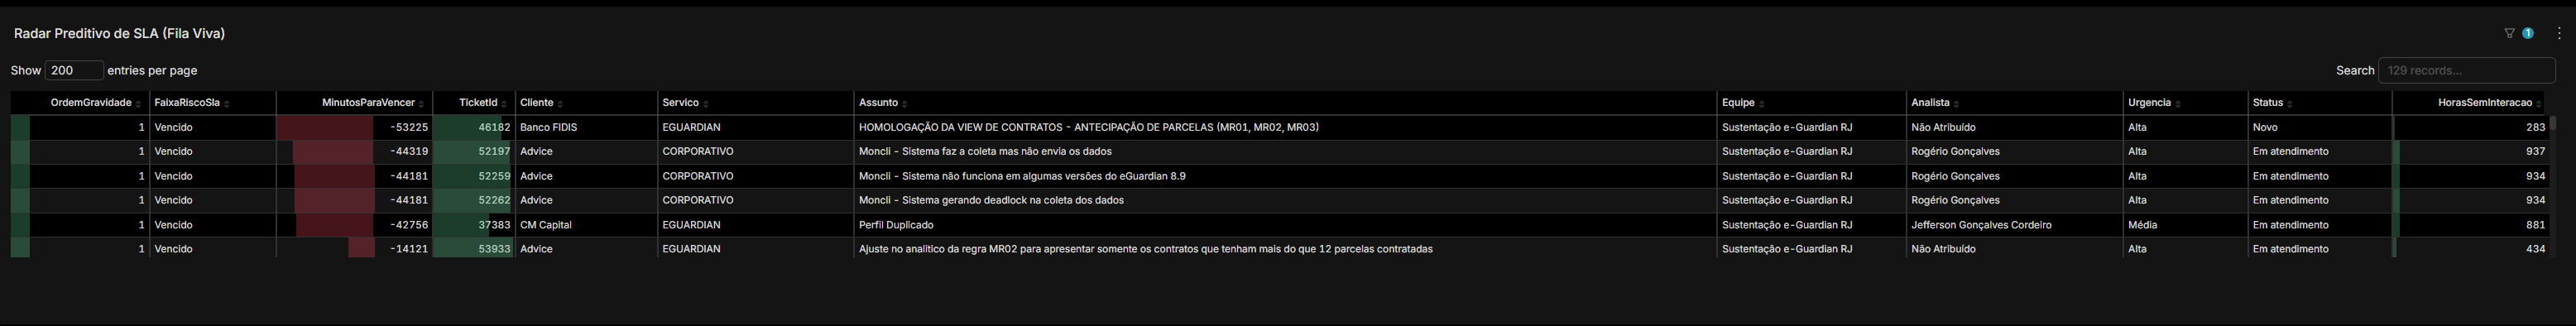 Radar Preditivo de SLA (Fila Viva)
1
Show 200 entries per page
Search 129 records...
OrdemGravidade FaixaRiscoSla MinutosParaVencer TicketId Cliente Servico Assunto Equipe Analista Urgencia Status HorasSemInteracao
1 Vencido -53225 46182 Banco FIDIS EGUARDIAN HOMOLOGAÇÃO DA VIEW DE CONTRATOS - ANTECIPAÇÃO DE PARCELAS (MR01, MR02, MR03) Sustentação e-Guardian RJ Não Atribuído Alta Novo 283
1 Vencido -44319 52197 Advice CORPORATIVO Moncli - Sistema faz a coleta mas não envia os dados Sustentação e-Guardian RJ Rogério Gonçalves Alta Em atendimento 937
1 Vencido -44181 52259 Advice CORPORATIVO Moncli - Sistema não funciona em algumas versões do eGuardian 8.9 Sustentação e-Guardian RJ Rogério Gonçalves Alta Em atendimento 934
1 Vencido -44181 52262 Advice CORPORATIVO Moncli - Sistema gerando deadlock na coleta dos dados Sustentação e-Guardian RJ Rogério Gonçalves Alta Em atendimento 934
1 Vencido -42756 37383 CM Capital EGUARDIAN Perfil Duplicado Sustentação e-Guardian RJ Jefferson Gonçalves Cordeiro Média Em atendimento 881
1 Vencido -14121 53933 Advice EGUARDIAN Ajuste no analitico da regra MR02 para apresentar somente os contratos que tenham mais do que 12 parcelas contratadas Sustentação e-Guardian RJ Não Atribuído Alta Em atendimento 434